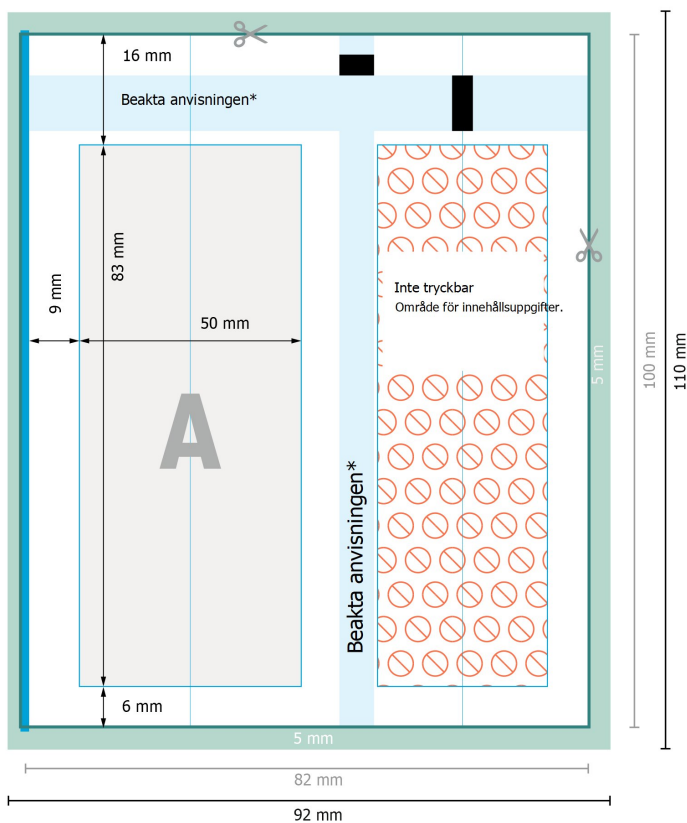 16 mm
Beakta anvisningen*
83 mm
9 mm
50 mm
A
Inte tryckbar
Område för innehållsuppgifter.
Beakta anvisningen*
6 mm
5 mm
5 mm
100 mm
110 mm
82 mm
92 mm